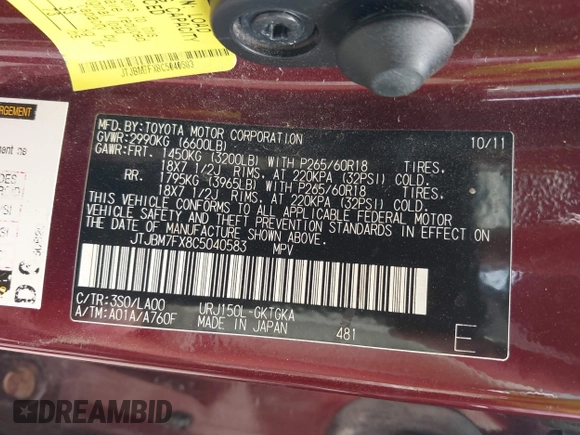 JTJBM7FX8C5040583
ARGEMENT
MFD. BY: TOYOTA MOTOR CORPORATION 10/11
GVWR: 2990KG (6600LB)
GAWR: FRT. 1450KG (3200LB) WITH P265/60R18 TIRES.
18X7 1/2J RIMS. AT 220KPA (32PSI) COLD.
RR. 1795KG (3965LB) WITH P265/60R18 TIRES.
18X7 1/2J RIMS. AT 220KPA (32PSI) COLD.
THIS VEHICLE CONFORMS TO ALL APPLICABLE FEDERAL MOTOR
VEHICLE SAFETY AND THEFT PREVENTION STANDARDS IN EFFECT ON
THE DATE OF MANUFACTURE SHOWN ABOVE.
JTJBM7FX8C5040583 MPV
C/TR: 3S0/LA00 URJ150L-GKTGKA
A/TM: A01A/A760F MADE IN JAPAN 481 E
DREAMBID